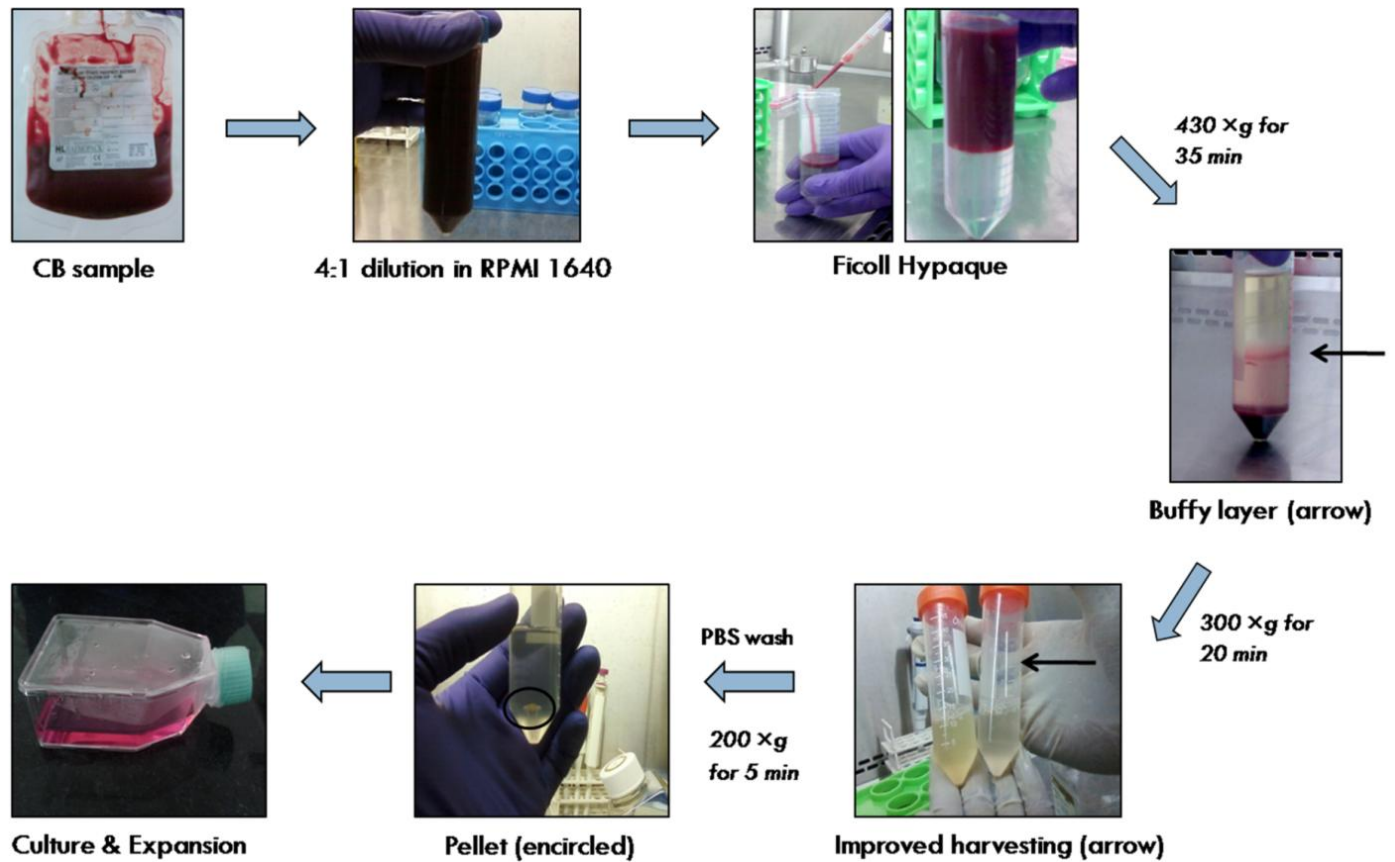 CB sample
4:1 dilution in RPMI 1640
Ficoll Hypaque
430 ×g for
35 min
Buffy layer (arrow)
300 ×g for
20 min
Improved harvesting (arrow)
PBS wash
200 ×g
for 5 min
Pellet (encircled)
Culture & Expansion